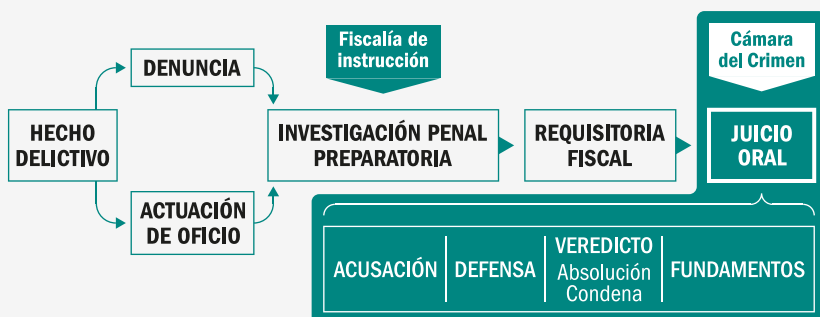 HECHO
DELICTIVO
DENUNCIA
ACTUACIÓN
DE OFICIO
Fiscalía de
instrucción
INVESTIGACIÓN PENAL
PREPARATORIA
REQUISITORIA
FISCAL
Cámara
del Crimen
JUICIO
ORAL
ACUSACIÓN
DEFENSA
VEREDICTO
Absolución
Condena
FUNDAMENTOS